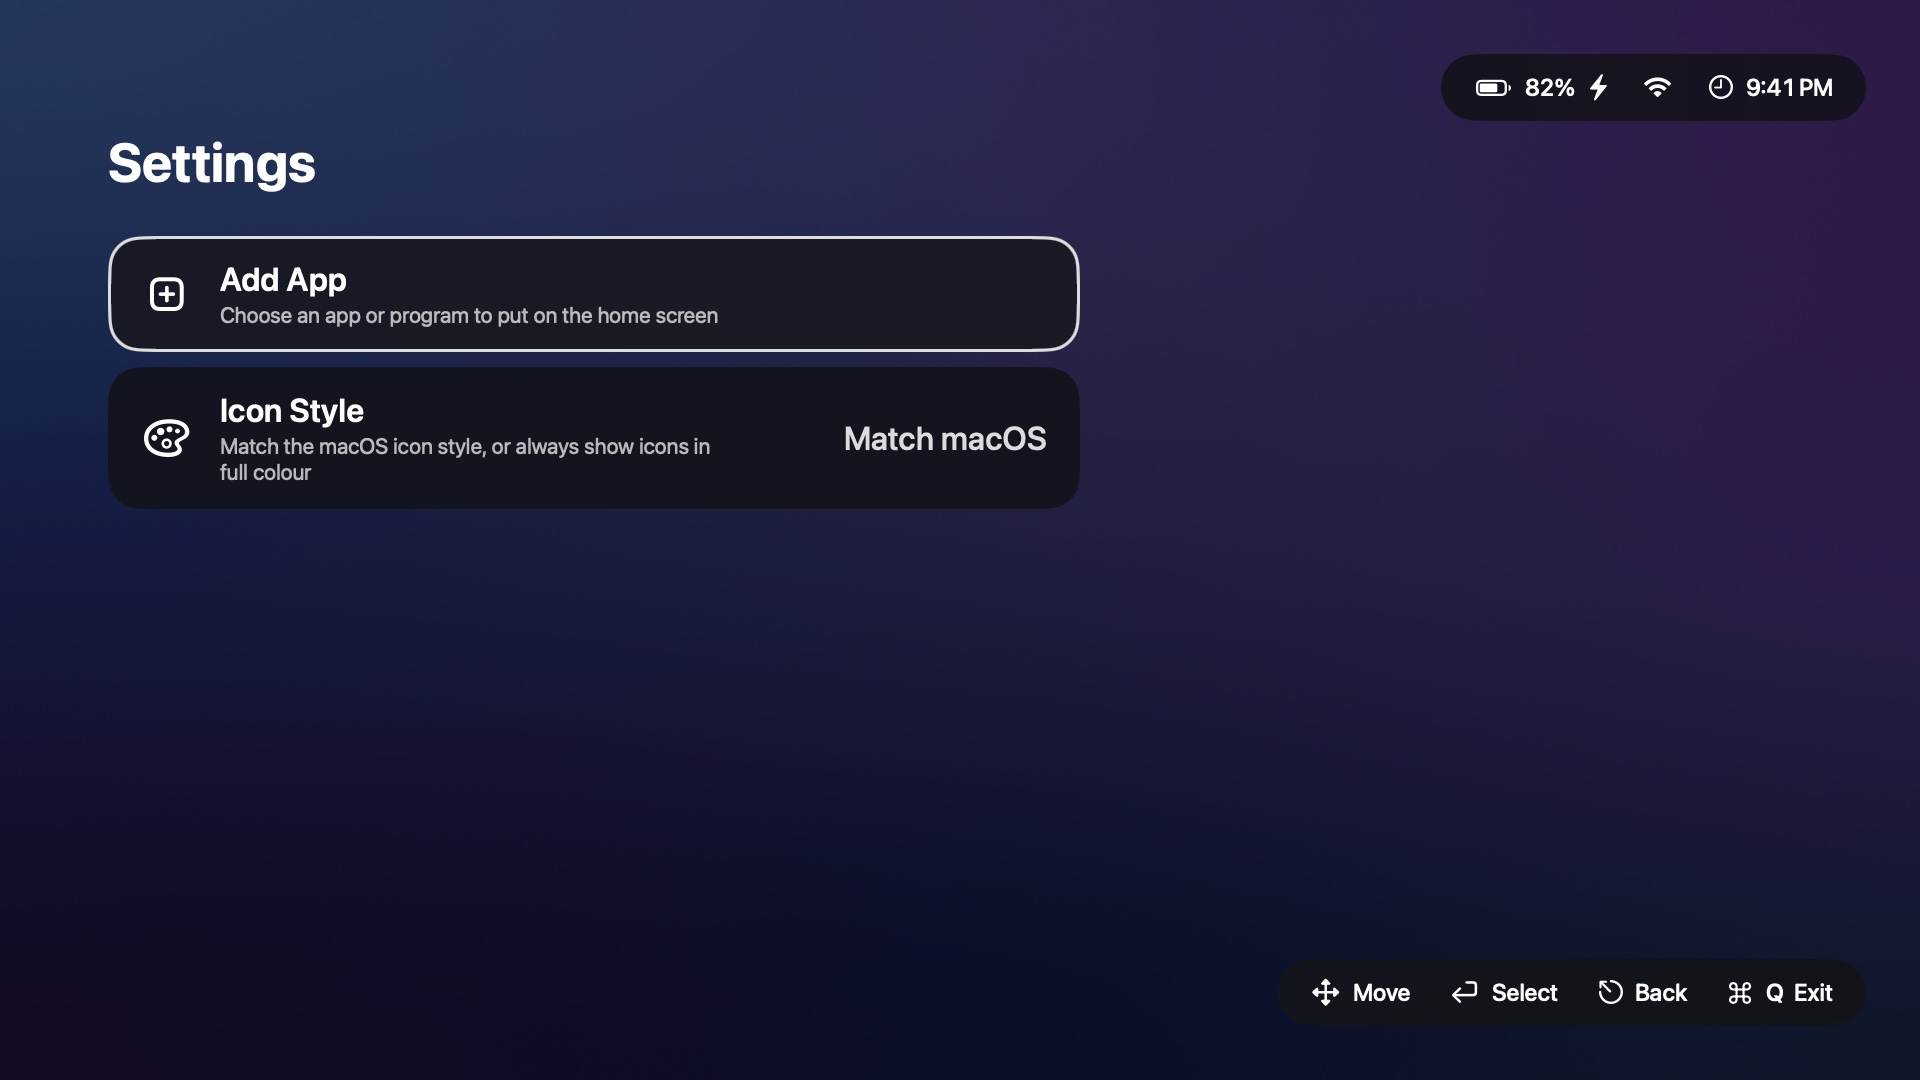 82% 9:41 PM
Settings
Add App
Choose an app or program to put on the home screen
Icon Style
Match the macOS icon style, or always show icons in
full colour
Match macOS
Move Select Back ⌘ Q Exit